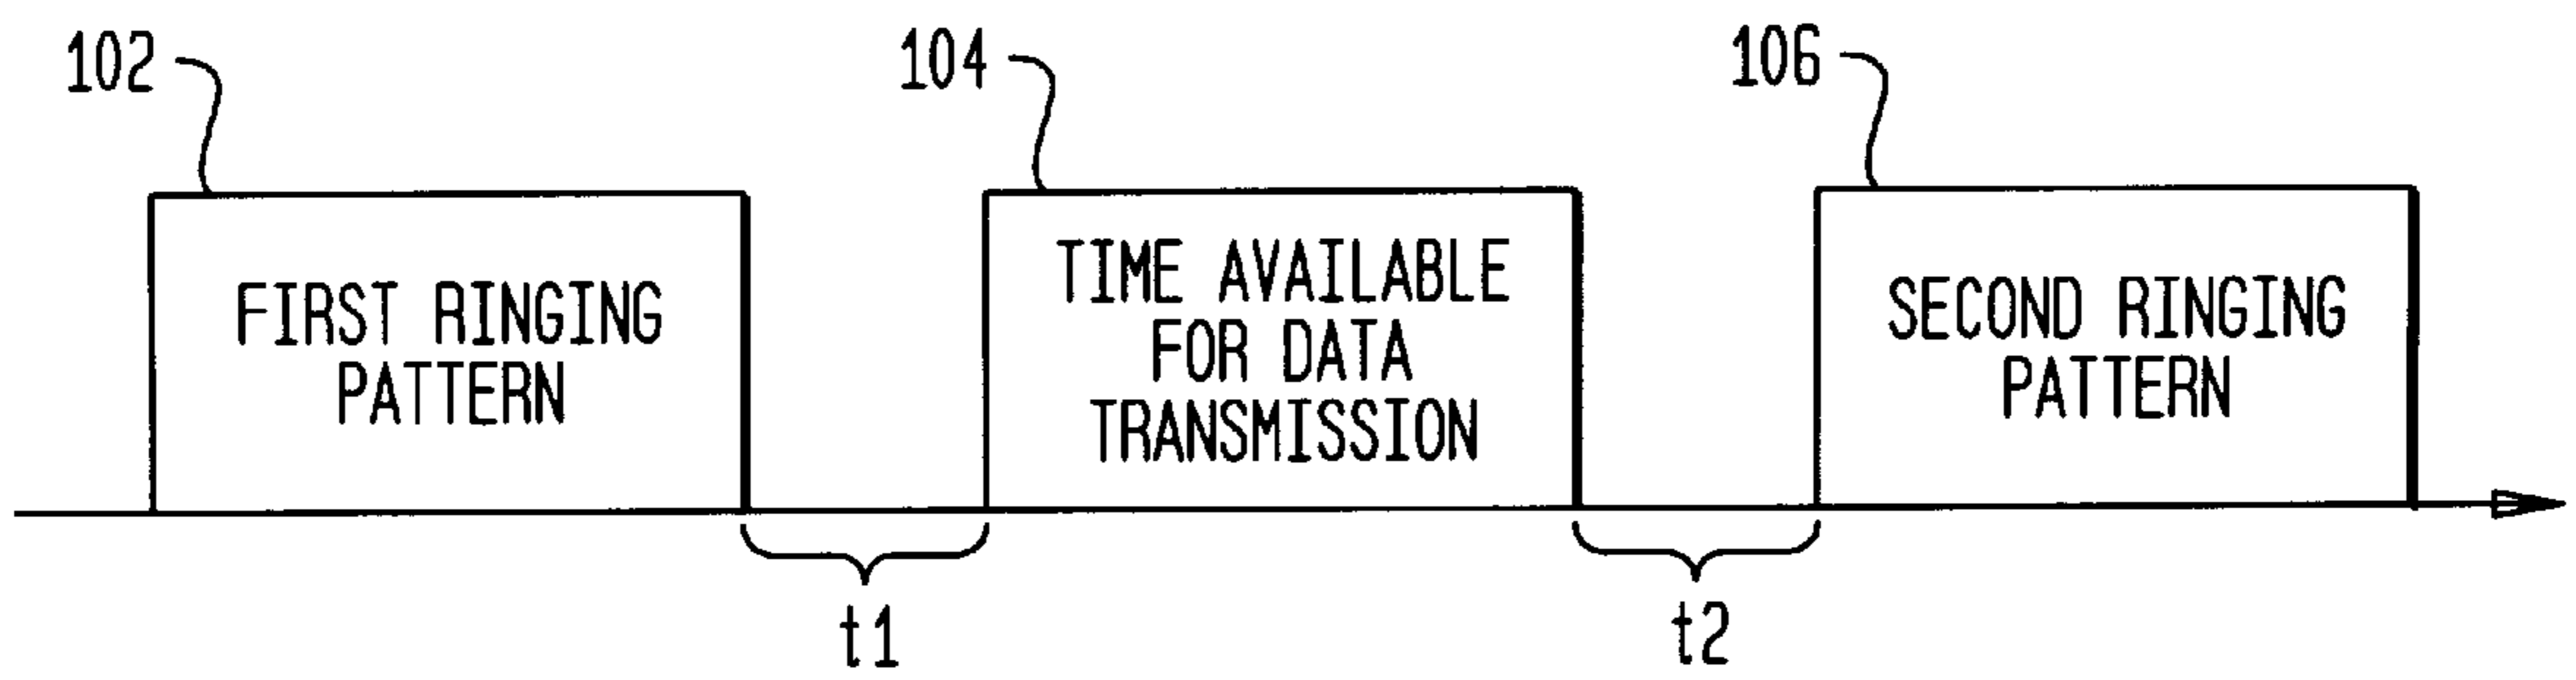 102
104
106
FIRST RINGING
PATTERN
TIME AVAILABLE
FOR DATA
TRANSMISSION
SECOND RINGING
PATTERN
t1
t2